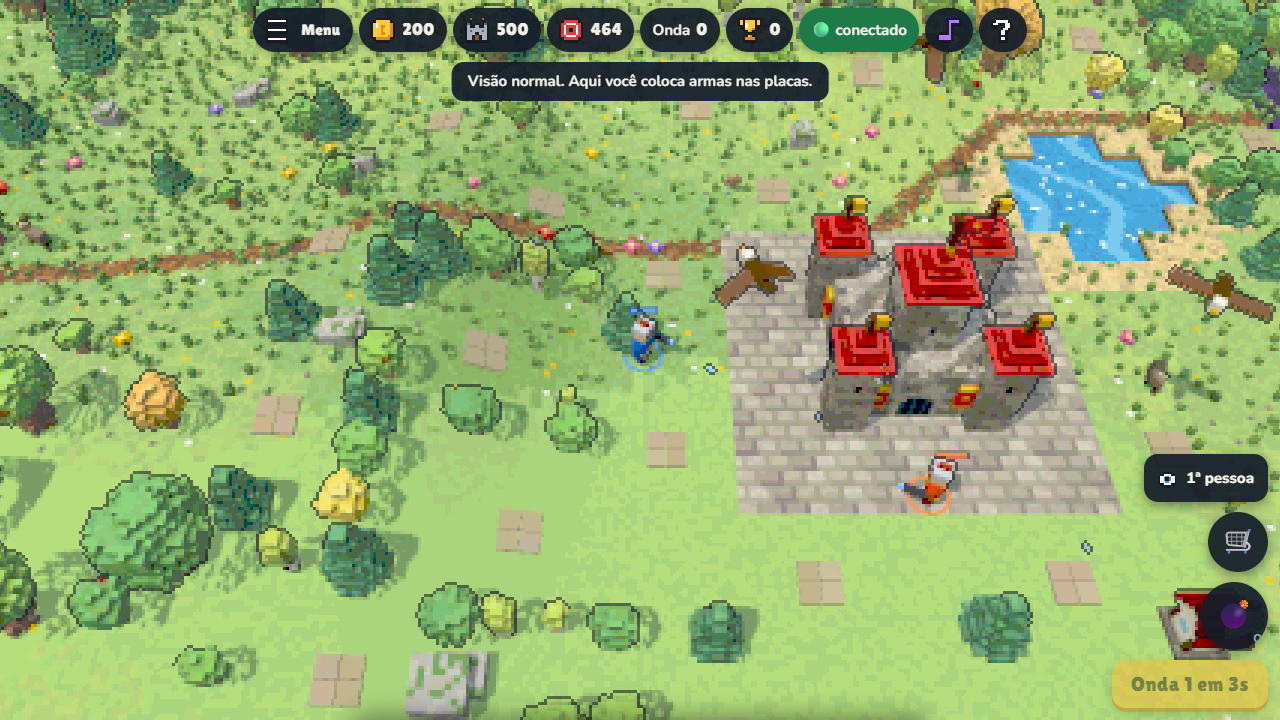 Menu
200
500
464
Onda 0
0
conectado
?
Visão normal. Aqui você coloca armas nas placas.
1ª pessoa
Onda 1 em 3s